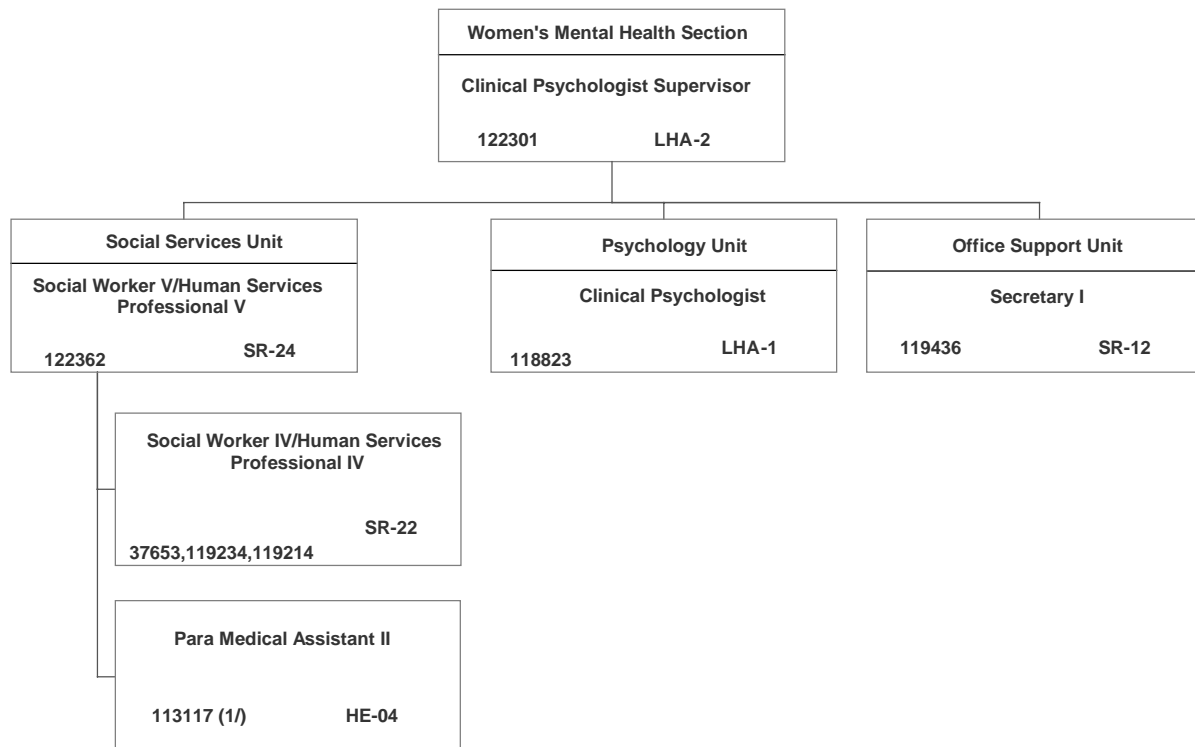 Women's Mental Health Section
Clinical Psychologist Supervisor
122301 LHA-2
Social Services Unit
Social Worker V/Human Services
Professional V
122362 SR-24
Psychology Unit
Clinical Psychologist
118823 LHA-1
Office Support Unit
Secretary I
119436 SR-12
Social Worker IV/Human Services
Professional IV
SR-22
37653,119234,119214
Para Medical Assistant II
113117 (1/) HE-04